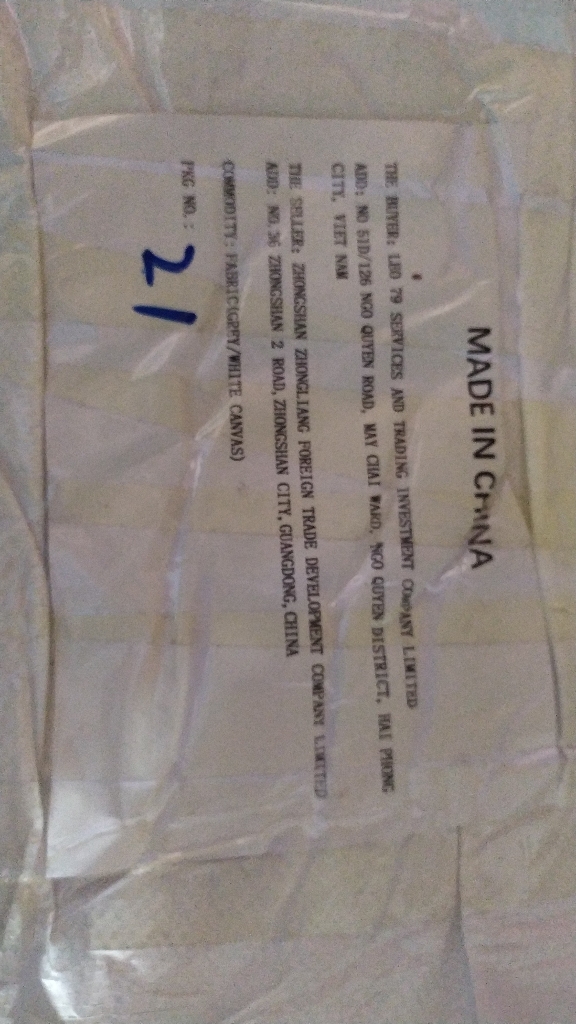 MADE IN CHINA
THE BUYER: LBD 79 SERVICES AND TRADING INVESTMENT COMPANY LIMITED
ADD: NO 51D/126 NGO QUYEN ROAD, MAY CHAI WARD, NGO QUYEN DISTRICT, HAI PHONG
CITY, VIET NAM
THE SELLER: ZHONGSHAN ZHONGLIANG FOREIGN TRADE DEVELOPMENT COMPANY LIMITED
ADD: NO.36 ZHONGSHAN 2 ROAD, ZHONGSHAN CITY, GUANGDONG, CHINA
COMMODITY: FABRIC(GREY/WHITE CANVAS)
PKG NO.: 21